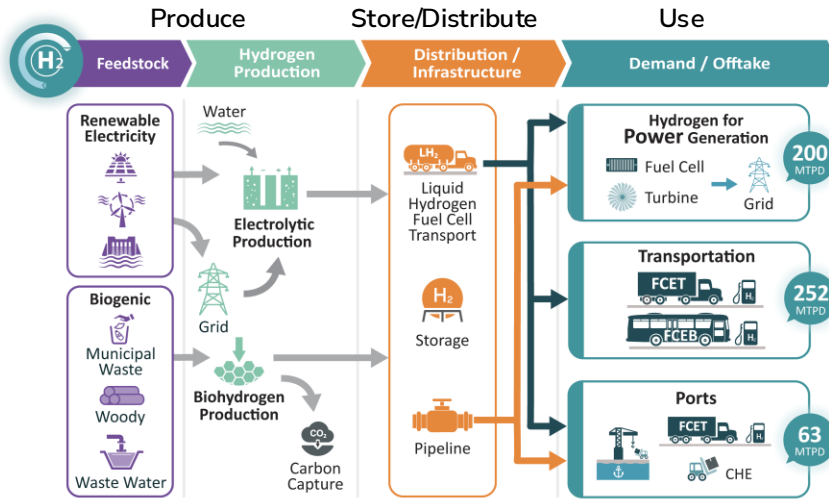 Produce
Store/Distribute
Use
H2
Feedstock
Hydrogen
Production
Distribution /
Infrastructure
Demand / Offtake
Renewable
Electricity
Biogenic
Municipal
Waste
Woody
Waste Water
Water
Electrolytic
Production
Grid
Biohydrogen
Production
CO₂
Carbon
Capture
LH₂
Liquid
Hydrogen
Fuel Cell
Transport
H₂
Storage
Pipeline
Hydrogen for
Power Generation
Fuel Cell
Turbine
Grid
200
MTPD
Transportation
FCET
H₂
FCEB
H₂
252
MTPD
Ports
FCET
H₂
CHE
63
MTPD